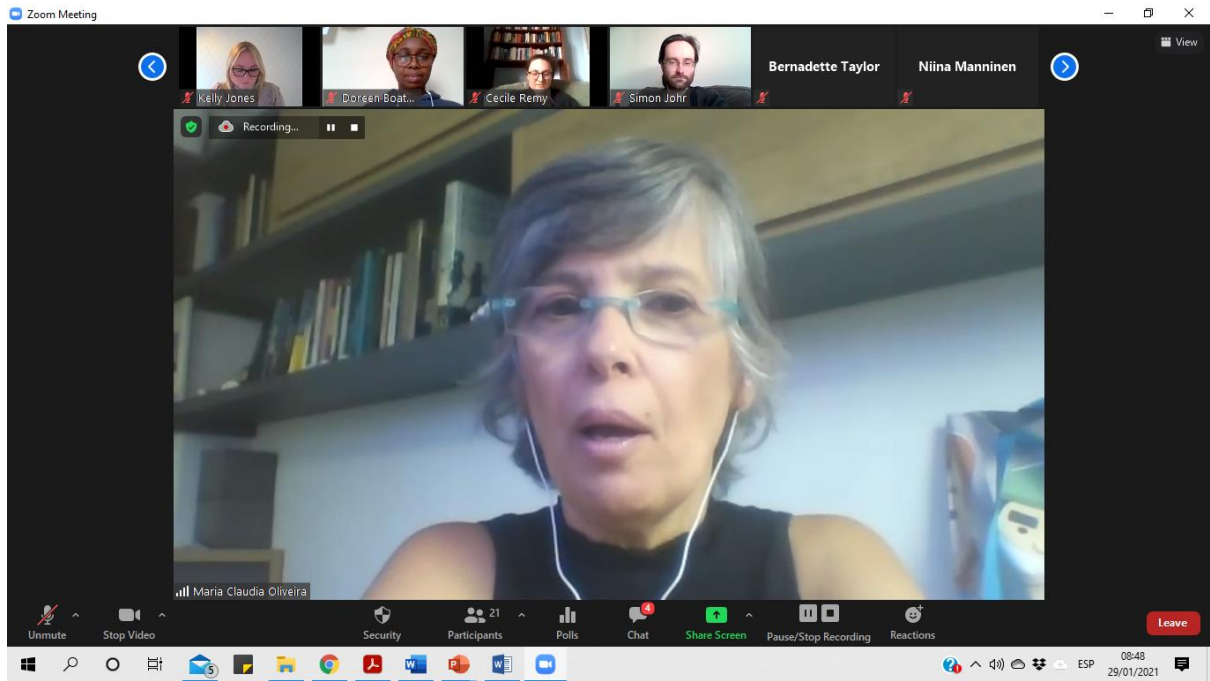 Zoom Meeting
View
Kelly Jones
Doreen Boat...
Cecile Remy
Simon Johr
Bernadette Taylor
Niina Manninen
Recording...
Maria Claudia Oliveira
Unmute
Stop Video
Security
21
Participants
Polls
4
Chat
Share Screen
Pause/Stop Recording
Reactions
Leave
5
ESP
08:48
29/01/2021